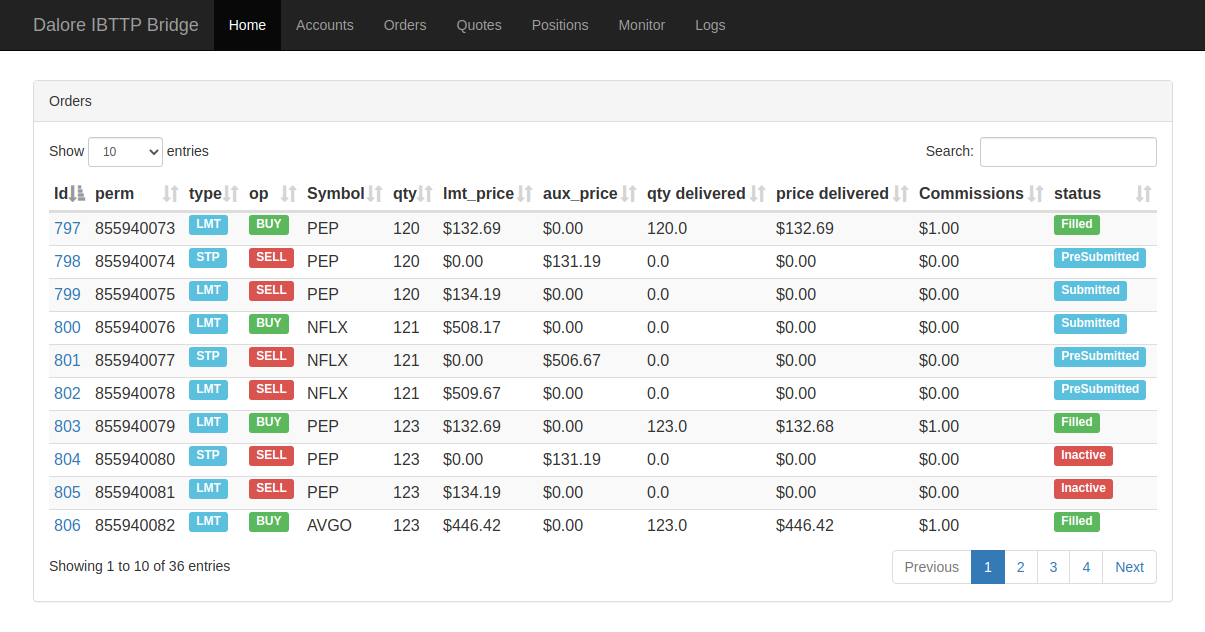 Dalore IBTTP Bridge Home Accounts Orders Quotes Positions Monitor Logs
Orders
Show 10 entries Search:
Id perm type op Symbol qty lmt_price aux_price qty delivered price delivered Commissions status
797 855940073 LMT BUY PEP 120 $132.69 $0.00 120.0 $132.69 $1.00 Filled
798 855940074 STP SELL PEP 120 $0.00 $131.19 0.0 $0.00 $0.00 PreSubmitted
799 855940075 LMT SELL PEP 120 $134.19 $0.00 0.0 $0.00 $0.00 Submitted
800 855940076 LMT BUY NFLX 121 $508.17 $0.00 0.0 $0.00 $0.00 Submitted
801 855940077 STP SELL NFLX 121 $0.00 $506.67 0.0 $0.00 $0.00 PreSubmitted
802 855940078 LMT SELL NFLX 121 $509.67 $0.00 0.0 $0.00 $0.00 PreSubmitted
803 855940079 LMT BUY PEP 123 $132.69 $0.00 123.0 $132.68 $1.00 Filled
804 855940080 STP SELL PEP 123 $0.00 $131.19 0.0 $0.00 $0.00 Inactive
805 855940081 LMT SELL PEP 123 $134.19 $0.00 0.0 $0.00 $0.00 Inactive
806 855940082 LMT BUY AVGO 123 $446.42 $0.00 123.0 $446.42 $1.00 Filled
Showing 1 to 10 of 36 entries Previous 1 2 3 4 Next